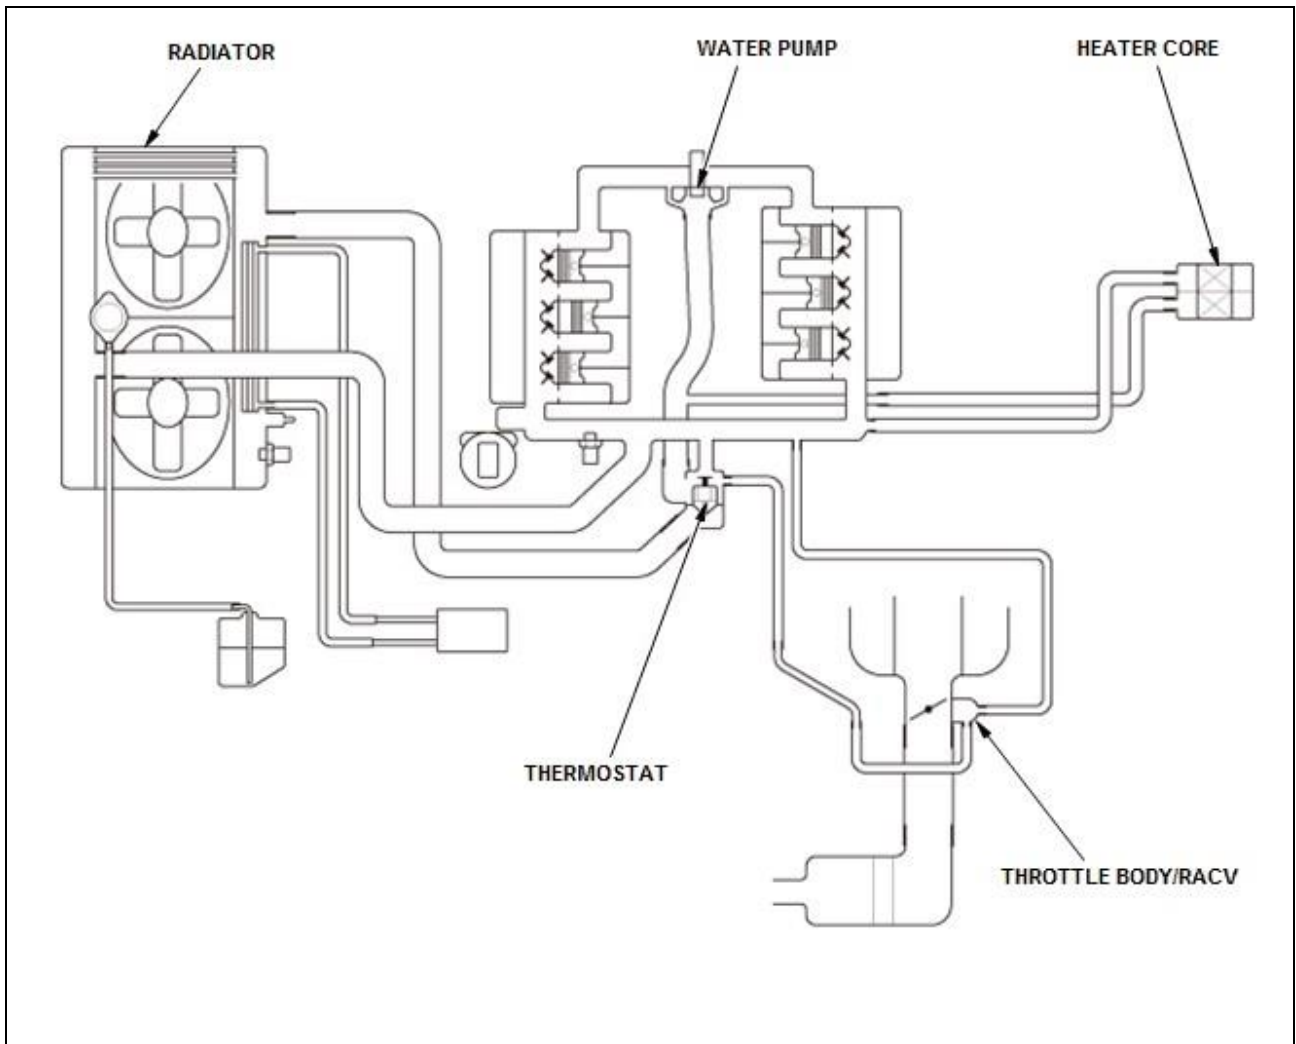 RADIATOR
WATER PUMP
HEATER CORE
THERMOSTAT
THROTTLE BODY/RACV